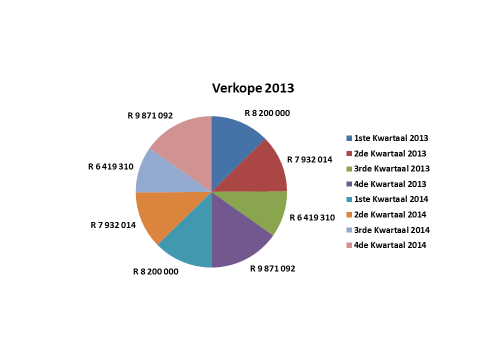 Verkope 2013
R 9 871 092
R 8 200 000
R 6 419 310
R 7 932 014
R 7 932 014
R 6 419 310
R 8 200 000
R 9 871 092
1ste Kwartaal 2013
2de Kwartaal 2013
3rde Kwartaal 2013
4de Kwartaal 2013
1ste Kwartaal 2014
2de Kwartaal 2014
3de Kwartaal 2014
4de Kwartaal 2014